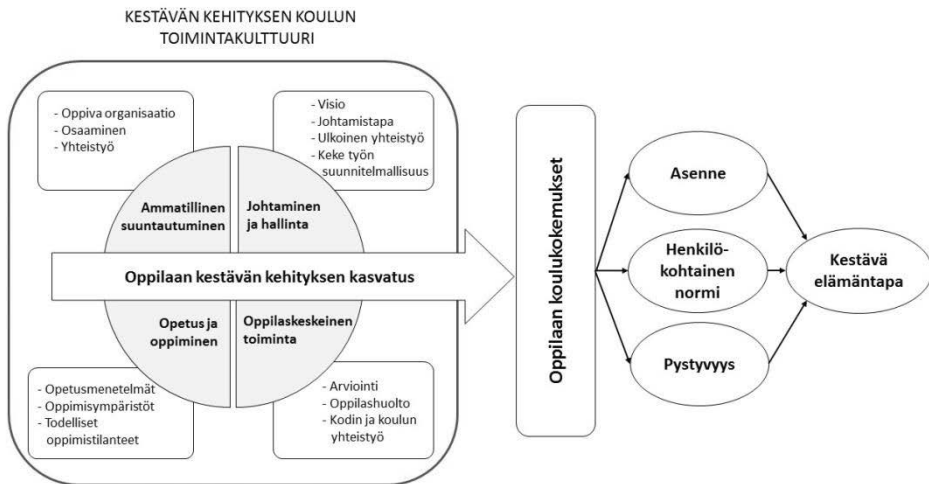 KESTÄVÄN KEHITYKSEN KOULUN
TOIMINTAKULTTUURI
- Oppiva organisaatio
- Osaaminen
- Yhteistyö
- Visio
- Johtamistapa
- Ulkoinen yhteistyö
- Keke työn
suunnitelmallisuus
Ammatillinen
suuntautuminen
Johtaminen
ja hallinta
Oppilaan kestävän kehityksen kasvatus
Opetus ja
oppiminen
Oppilaskeskeinen
toiminta
- Opetusmenetelmät
- Oppimisympäristöt
- Todelliset
oppimistilanteet
- Arviointi
- Oppilashuolto
- Kodin ja koulun
yhteistyö
Oppilaan koulukokemukset
Asenne
Henkilö-
kohtainen
normi
Pystyvyys
Kestävä
elämäntapa